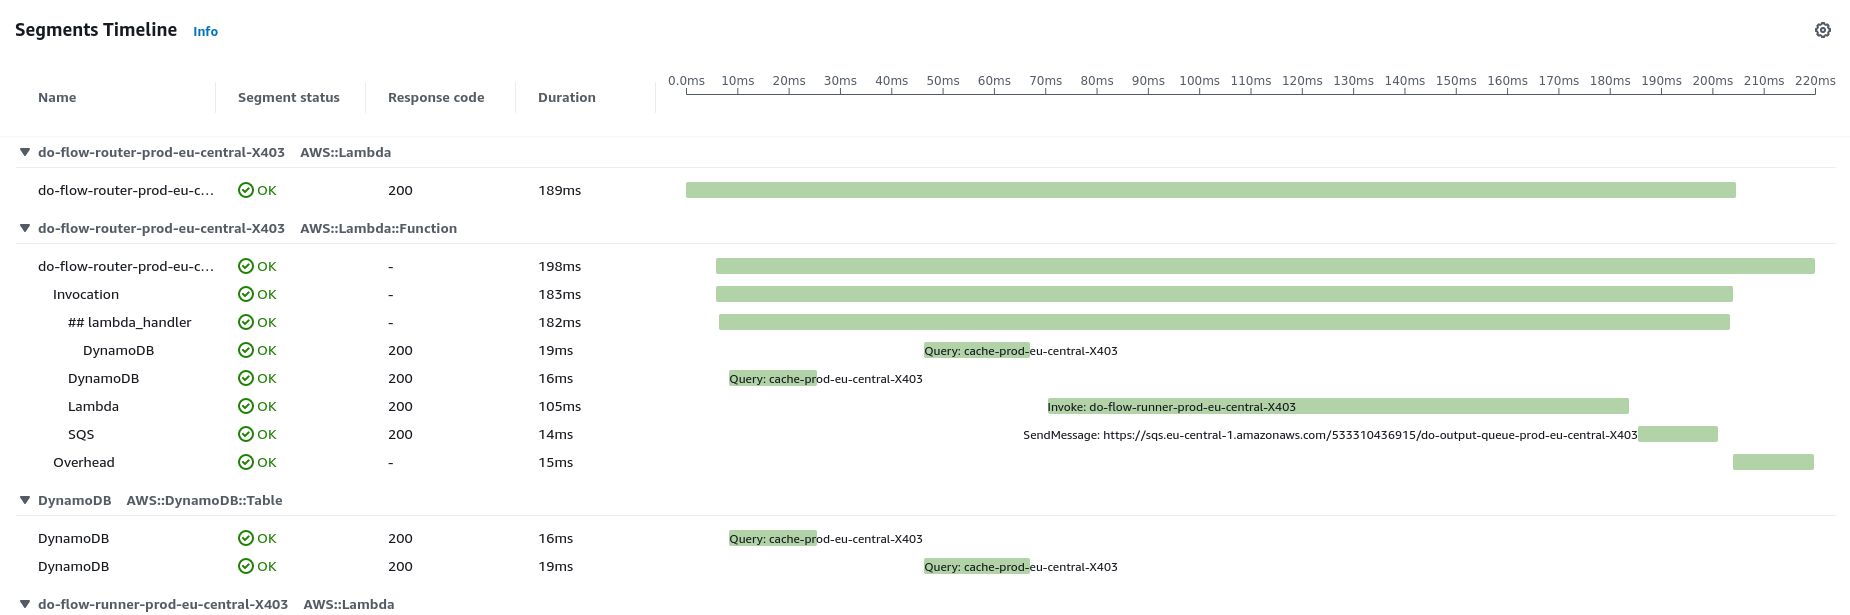 Segments Timeline Info
0.0ms 10ms 20ms 30ms 40ms 50ms 60ms 70ms 80ms 90ms 100ms 110ms 120ms 130ms 140ms 150ms 160ms 170ms 180ms 190ms 200ms 210ms 220ms
Name Segment status Response code Duration
do-flow-router-prod-eu-central-X403 AWS::Lambda
do-flow-router-prod-eu-c... OK 200 189ms
do-flow-router-prod-eu-central-X403 AWS::Lambda::Function
do-flow-router-prod-eu-c... OK - 198ms
Invocation OK - 183ms
## lambda_handler OK - 182ms
DynamoDB OK 200 19ms Query: cache-prod-eu-central-X403
DynamoDB OK 200 16ms Query: cache-prod-eu-central-X403
Lambda OK 200 105ms Invoke: do-flow-runner-prod-eu-central-X403
SQS OK 200 14ms SendMessage: https://sqs.eu-central-1.amazonaws.com/533310436915/do-output-queue-prod-eu-central-X403
Overhead OK - 15ms
DynamoDB AWS::DynamoDB::Table
DynamoDB OK 200 16ms Query: cache-prod-eu-central-X403
DynamoDB OK 200 19ms Query: cache-prod-eu-central-X403
do-flow-runner-prod-eu-central-X403 AWS::Lambda